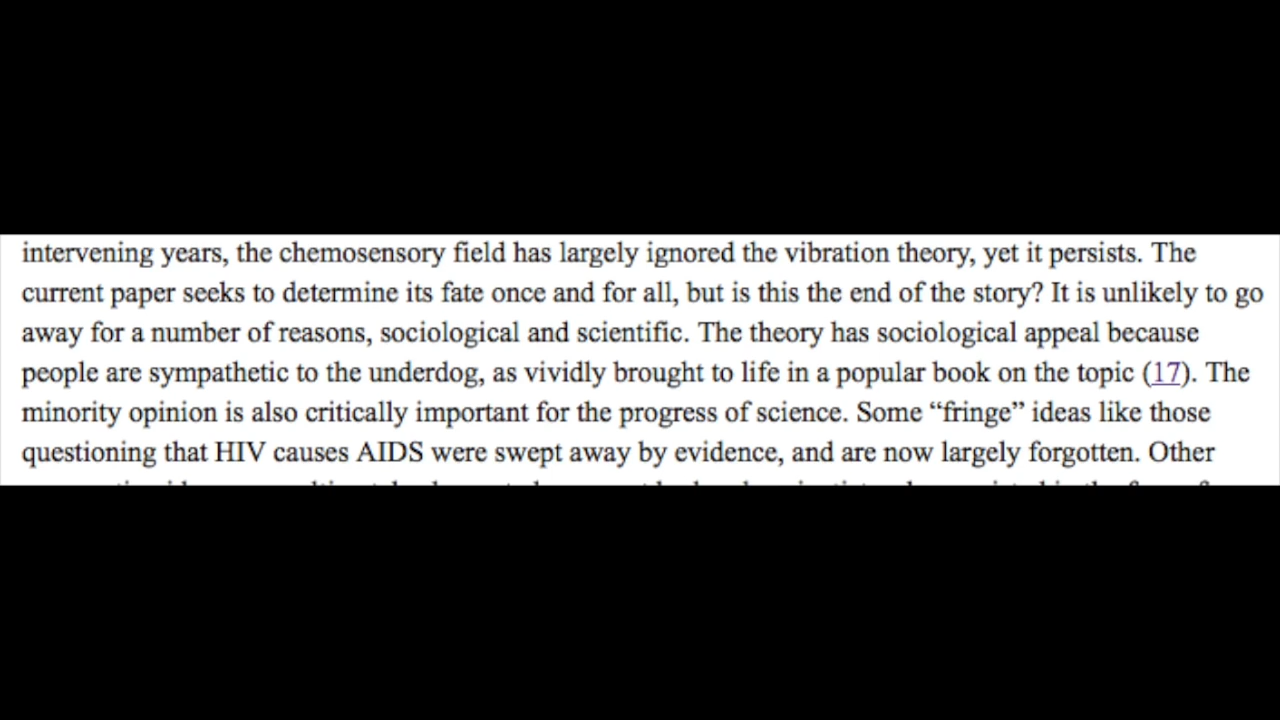 intervening years, the chemosensory field has largely ignored the vibration theory, yet it persists. The
current paper seeks to determine its fate once and for all, but is this the end of the story? It is unlikely to go
away for a number of reasons, sociological and scientific. The theory has sociological appeal because
people are sympathetic to the underdog, as vividly brought to life in a popular book on the topic (17). The
minority opinion is also critically important for the progress of science. Some “fringe” ideas like those
questioning that HIV causes AIDS were swept away by evidence, and are now largely forgotten. Other